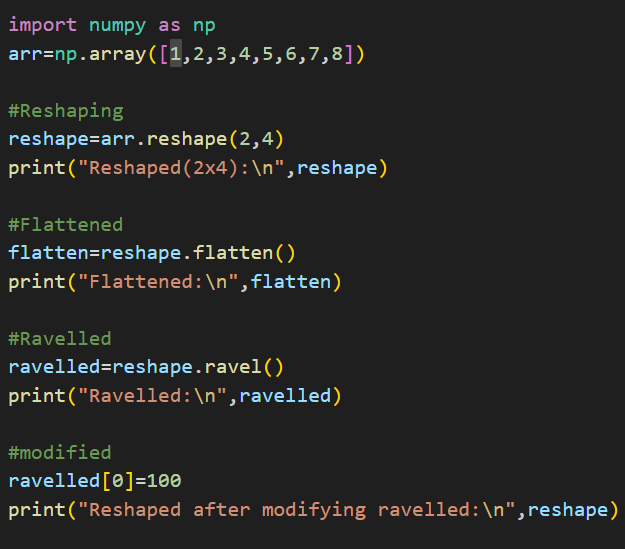 import numpy as np
arr=np.array([1,2,3,4,5,6,7,8])
#Reshaping
reshape=arr.reshape(2,4)
print("Reshaped(2x4):\n",reshape)
#Flattened
flatten=reshape.flatten()
print("Flattened:\n",flatten)
#Ravelled
ravelled=reshape.ravel()
print("Ravelled:\n",ravelled)
#modified
ravelled[0]=100
print("Reshaped after modifying ravelled:\n",reshape)